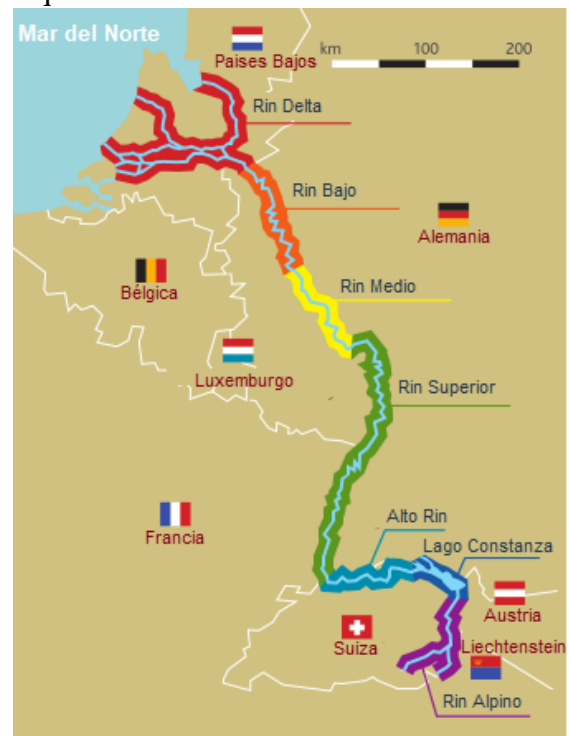 Mar del Norte
km 100 200
Paises Bajos
Rin Delta
Rin Bajo
Alemania
Bélgica
Rin Medio
Luxemburgo
Rin Superior
Francia
Alto Rin
Lago Constanza
Austria
Suiza
Liechtenstein
Rin Alpino